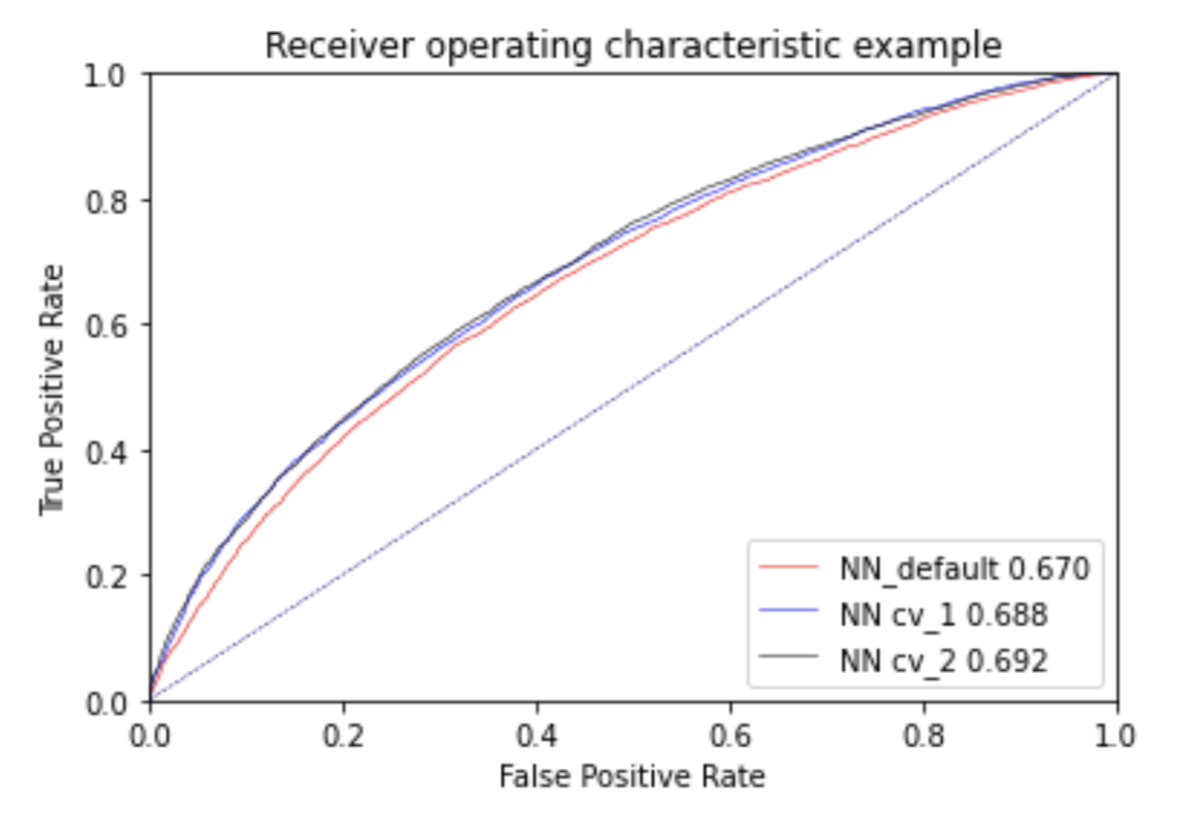 Receiver operating characteristic example
True Positive Rate
1.0
0.8
0.6
0.4
0.2
0.0
NN_default 0.670
NN cv_1 0.688
NN cv_2 0.692
0.0 0.2 0.4 0.6 0.8 1.0
False Positive Rate